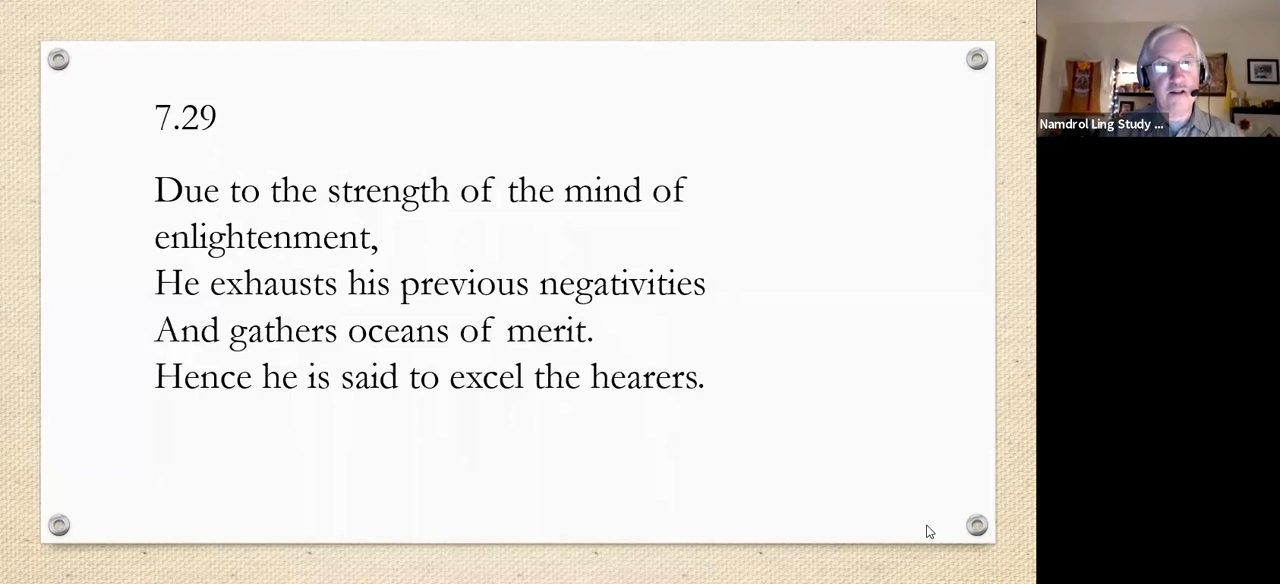 7.29
Due to the strength of the mind of
enlightenment,
He exhausts his previous negativities
And gathers oceans of merit.
Hence he is said to excel the hearers.
Namdrol Ling Study ...